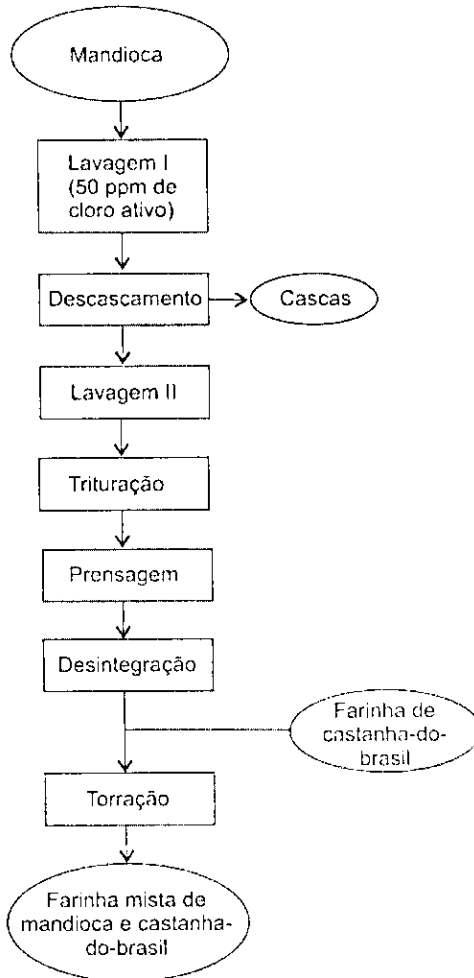 Mandioca
Lavagem I
(50 ppm de
cloro ativo)
Descascamento
Cascas
Lavagem II
Trituração
Prensagem
Desintegração
Farinha de
castanha-do-
brasil
Torração
Farinha mista de
mandioca e castanha-
do-brasil